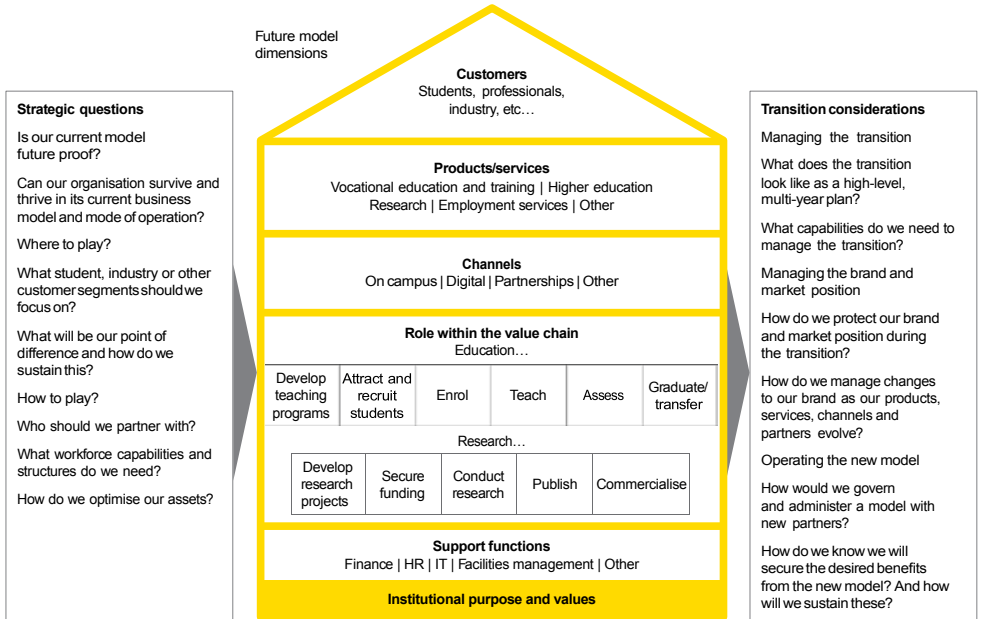 Future model
dimensions
Strategic questions
Is our current model
future proof?
Can our organisation survive and
thrive in its current business
model and mode of operation?
Where to play?
What student, industry or other
customer segments should we
focus on?
What will be our point of
difference and how do we
sustain this?
How to play?
Who should we partner with?
What workforce capabilities and
structures do we need?
How do we optimise our assets?
Customers
Students, professionals,
industry, etc…
Products/services
Vocational education and training | Higher education
Research | Employment services | Other
Channels
On campus | Digital | Partnerships | Other
Role within the value chain
Education…
Develop
teaching
programs
Attract and
recruit
students
Enrol
Teach
Assess
Graduate/
transfer
Research…
Develop
research
projects
Secure
funding
Conduct
research
Publish
Commercialise
Support functions
Finance | HR | IT | Facilities management | Other
Institutional purpose and values
Transition considerations
Managing the transition
What does the transition
look like as a high-level,
multi-year plan?
What capabilities do we need to
manage the transition?
Managing the brand and
market position
How do we protect our brand
and market position during
the transition?
How do we manage changes
to our brand as our products,
services, channels and
partners evolve?
Operating the new model
How would we govern
and administer a model with
new partners?
How do we know we will
secure the desired benefits
from the new model? And how
will we sustain these?